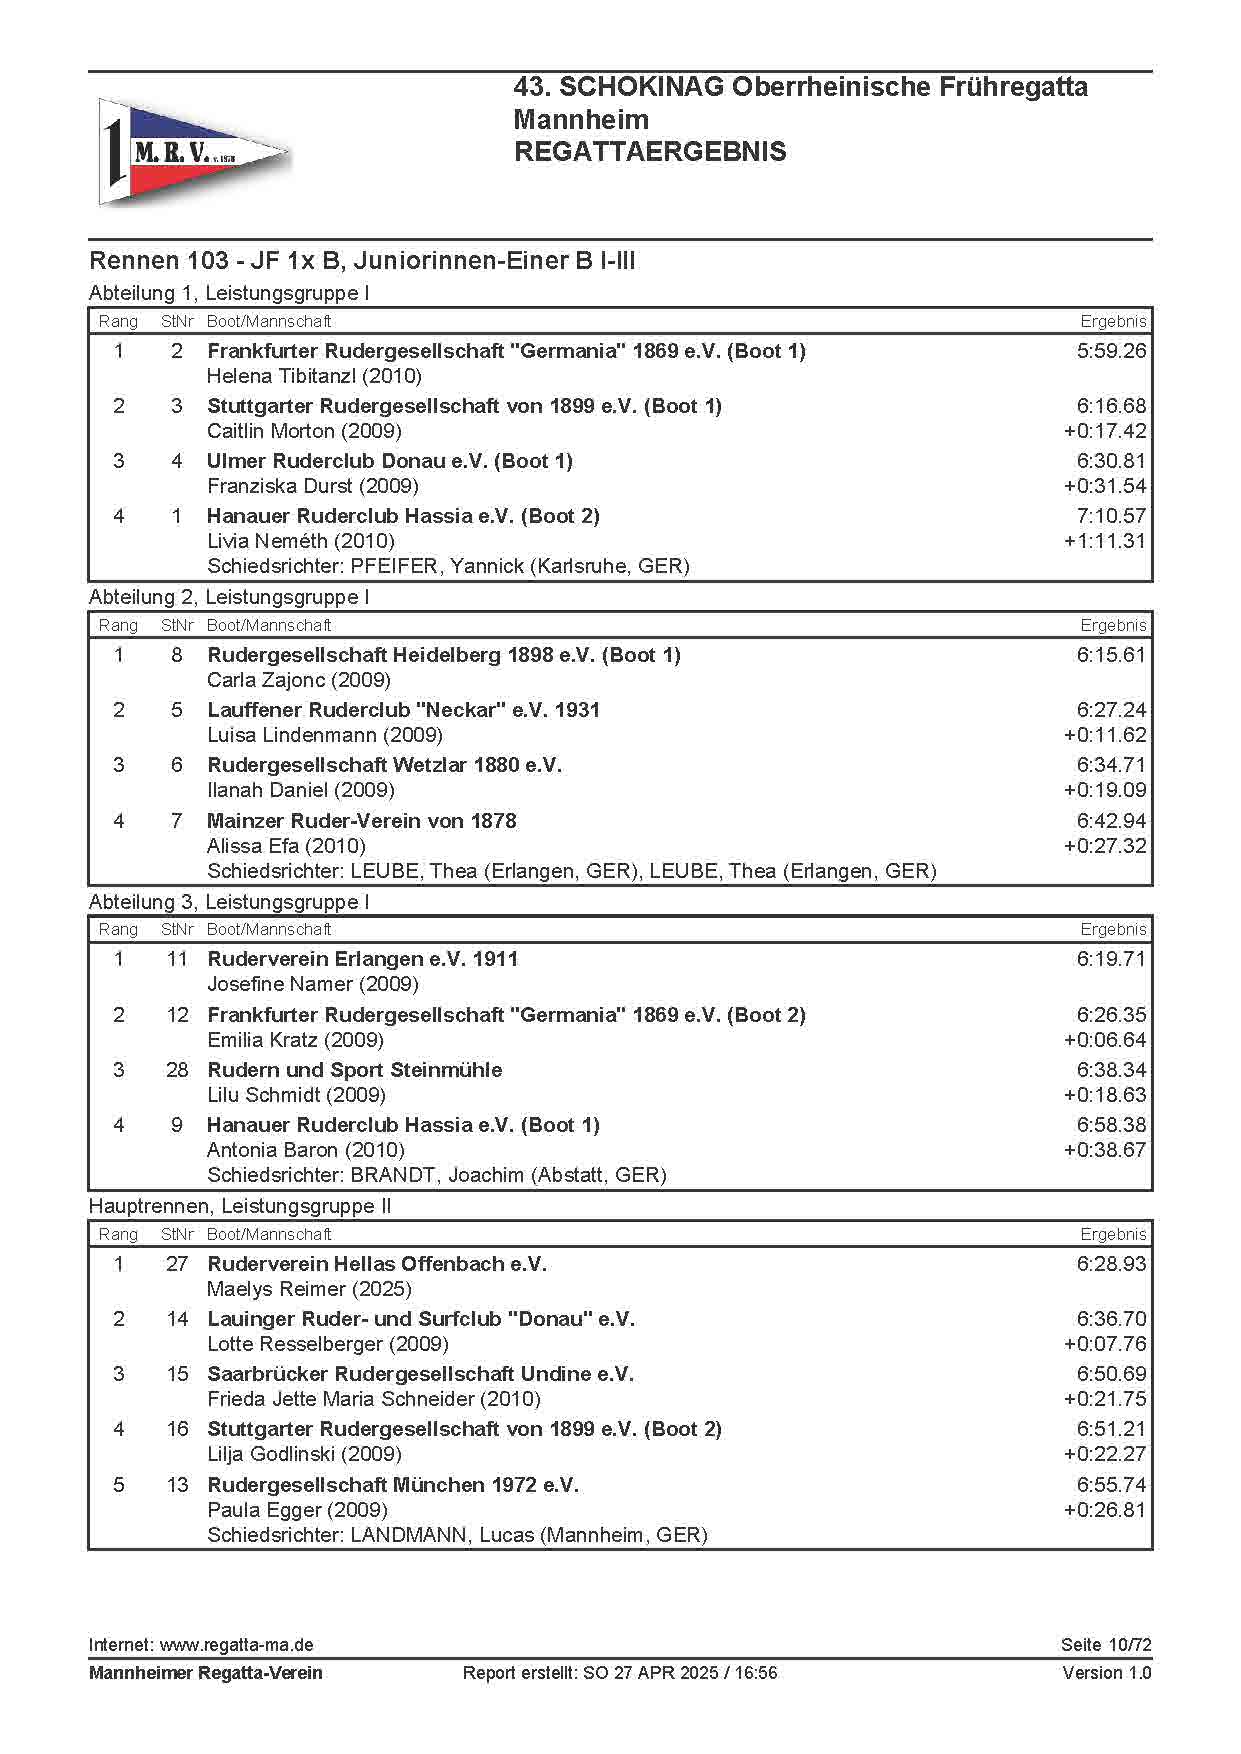 43. SCHOKINAG Oberrheinische Frühregatta
Mannheim
REGATTAERGEBNIS
1 M. R. V. v. 1878
Rennen 103 - JF 1x B, Juniorinnen-Einer B I-III
Abteilung 1, Leistungsgruppe I
Rang StNr Boot/Mannschaft Ergebnis
1 2 Frankfurter Rudergesellschaft "Germania" 1869 e.V. (Boot 1) 5:59.26
Helena Tibitanzl (2010)
2 3 Stuttgarter Rudergesellschaft von 1899 e.V. (Boot 1) 6:16.68
Caitlin Morton (2009) +0:17.42
3 4 Ulmer Ruderclub Donau e.V. (Boot 1) 6:30.81
Franziska Durst (2009) +0:31.54
4 1 Hanauer Ruderclub Hassia e.V. (Boot 2) 7:10.57
Livia Neméth (2010) +1:11.31
Schiedsrichter: PFEIFER, Yannick (Karlsruhe, GER)
Abteilung 2, Leistungsgruppe I
Rang StNr Boot/Mannschaft Ergebnis
1 8 Rudergesellschaft Heidelberg 1898 e.V. (Boot 1) 6:15.61
Carla Zajonc (2009)
2 5 Lauffener Ruderclub "Neckar" e.V. 1931 6:27.24
Luisa Lindenmann (2009) +0:11.62
3 6 Rudergesellschaft Wetzlar 1880 e.V. 6:34.71
Ilanah Daniel (2009) +0:19.09
4 7 Mainzer Ruder-Verein von 1878 6:42.94
Alissa Efa (2010) +0:27.32
Schiedsrichter: LEUBE, Thea (Erlangen, GER), LEUBE, Thea (Erlangen, GER)
Abteilung 3, Leistungsgruppe I
Rang StNr Boot/Mannschaft Ergebnis
1 11 Ruderverein Erlangen e.V. 1911 6:19.71
Josefine Namer (2009)
2 12 Frankfurter Rudergesellschaft "Germania" 1869 e.V. (Boot 2) 6:26.35
Emilia Kratz (2009) +0:06.64
3 28 Rudern und Sport Steinmühle 6:38.34
Lilu Schmidt (2009) +0:18.63
4 9 Hanauer Ruderclub Hassia e.V. (Boot 1) 6:58.38
Antonia Baron (2010) +0:38.67
Schiedsrichter: BRANDT, Joachim (Abstatt, GER)
Hauptrennen, Leistungsgruppe II
Rang StNr Boot/Mannschaft Ergebnis
1 27 Ruderverein Hellas Offenbach e.V. 6:28.93
Maelys Reimer (2025)
2 14 Lauinger Ruder- und Surfclub "Donau" e.V. 6:36.70
Lotte Resselberger (2009) +0:07.76
3 15 Saarbrücker Rudergesellschaft Undine e.V. 6:50.69
Frieda Jette Maria Schneider (2010) +0:21.75
4 16 Stuttgarter Rudergesellschaft von 1899 e.V. (Boot 2) 6:51.21
Lilja Godlinski (2009) +0:22.27
5 13 Rudergesellschaft München 1972 e.V. 6:55.74
Paula Egger (2009) +0:26.81
Schiedsrichter: LANDMANN, Lucas (Mannheim, GER)
Internet: www.regatta-ma.de Seite 10/72
Mannheimer Regatta-Verein Report erstellt: SO 27 APR 2025 / 16:56 Version 1.0